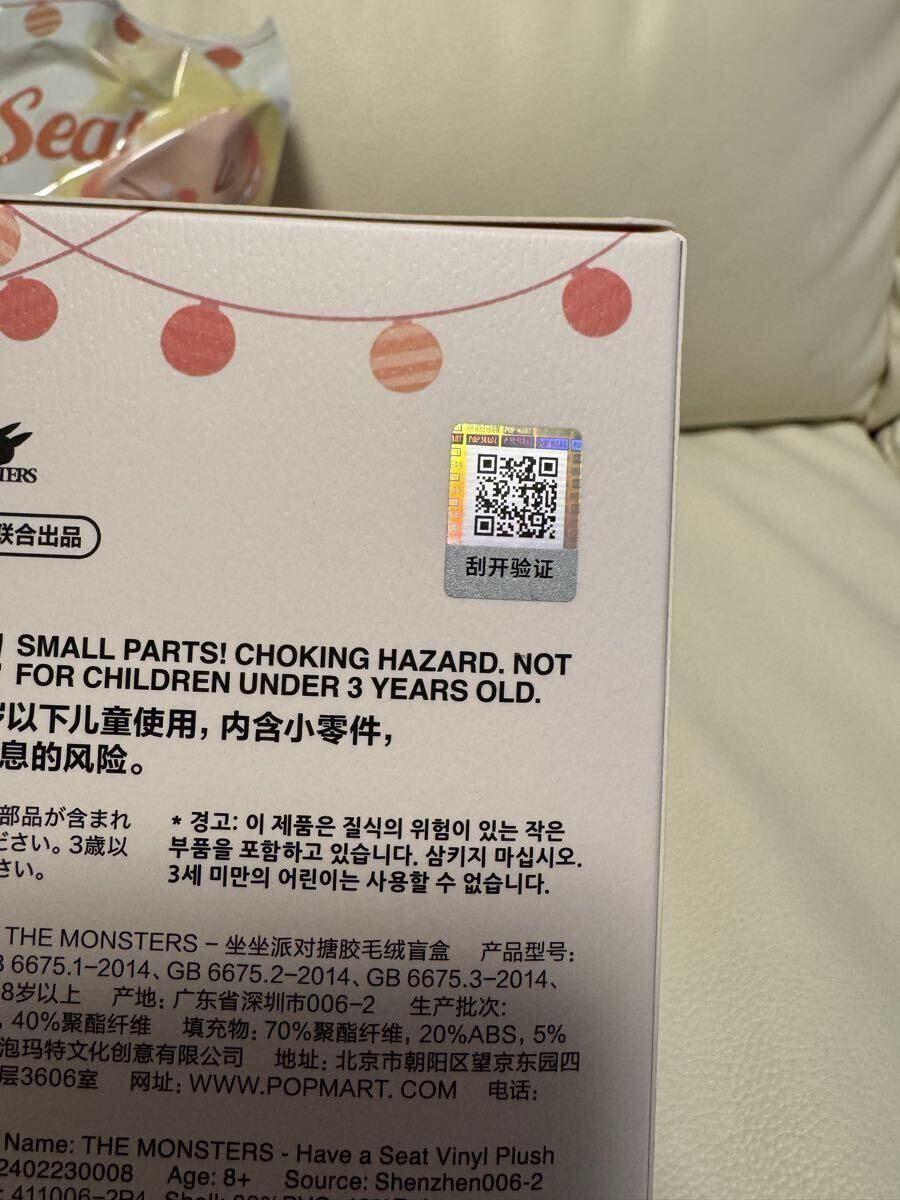 Seat
POP MART
POP MART
TERS
联合出品
刮开验证
SMALL PARTS! CHOKING HAZARD. NOT
FOR CHILDREN UNDER 3 YEARS OLD.
以下儿童使用，内含小零件，
息的风险。
部品が含まれ
ださい。3歳以
さい。
* 경고: 이 제품은 질식의 위험이 있는 작은
부품을 포함하고 있습니다. 삼키지 마십시오.
3세 미만의 어린이는 사용할 수 없습니다.
THE MONSTERS – 坐坐派对搪胶毛绒盲盒 产品型号:
6675.1–2014、GB 6675.2–2014、GB 6675.3–2014、
8岁以上 产地: 广东省深圳市006–2 生产批次:
, 40%聚酯纤维 填充物: 70%聚酯纤维, 20%ABS, 5%
泡玛特文化创意有限公司 地址: 北京市朝阳区望京东园四
层3606室 网址: WWW.POPMART. COM 电话:
Name: THE MONSTERS - Have a Seat Vinyl Plush
2402230008 Age: 8+ Source: Shenzhen006-2